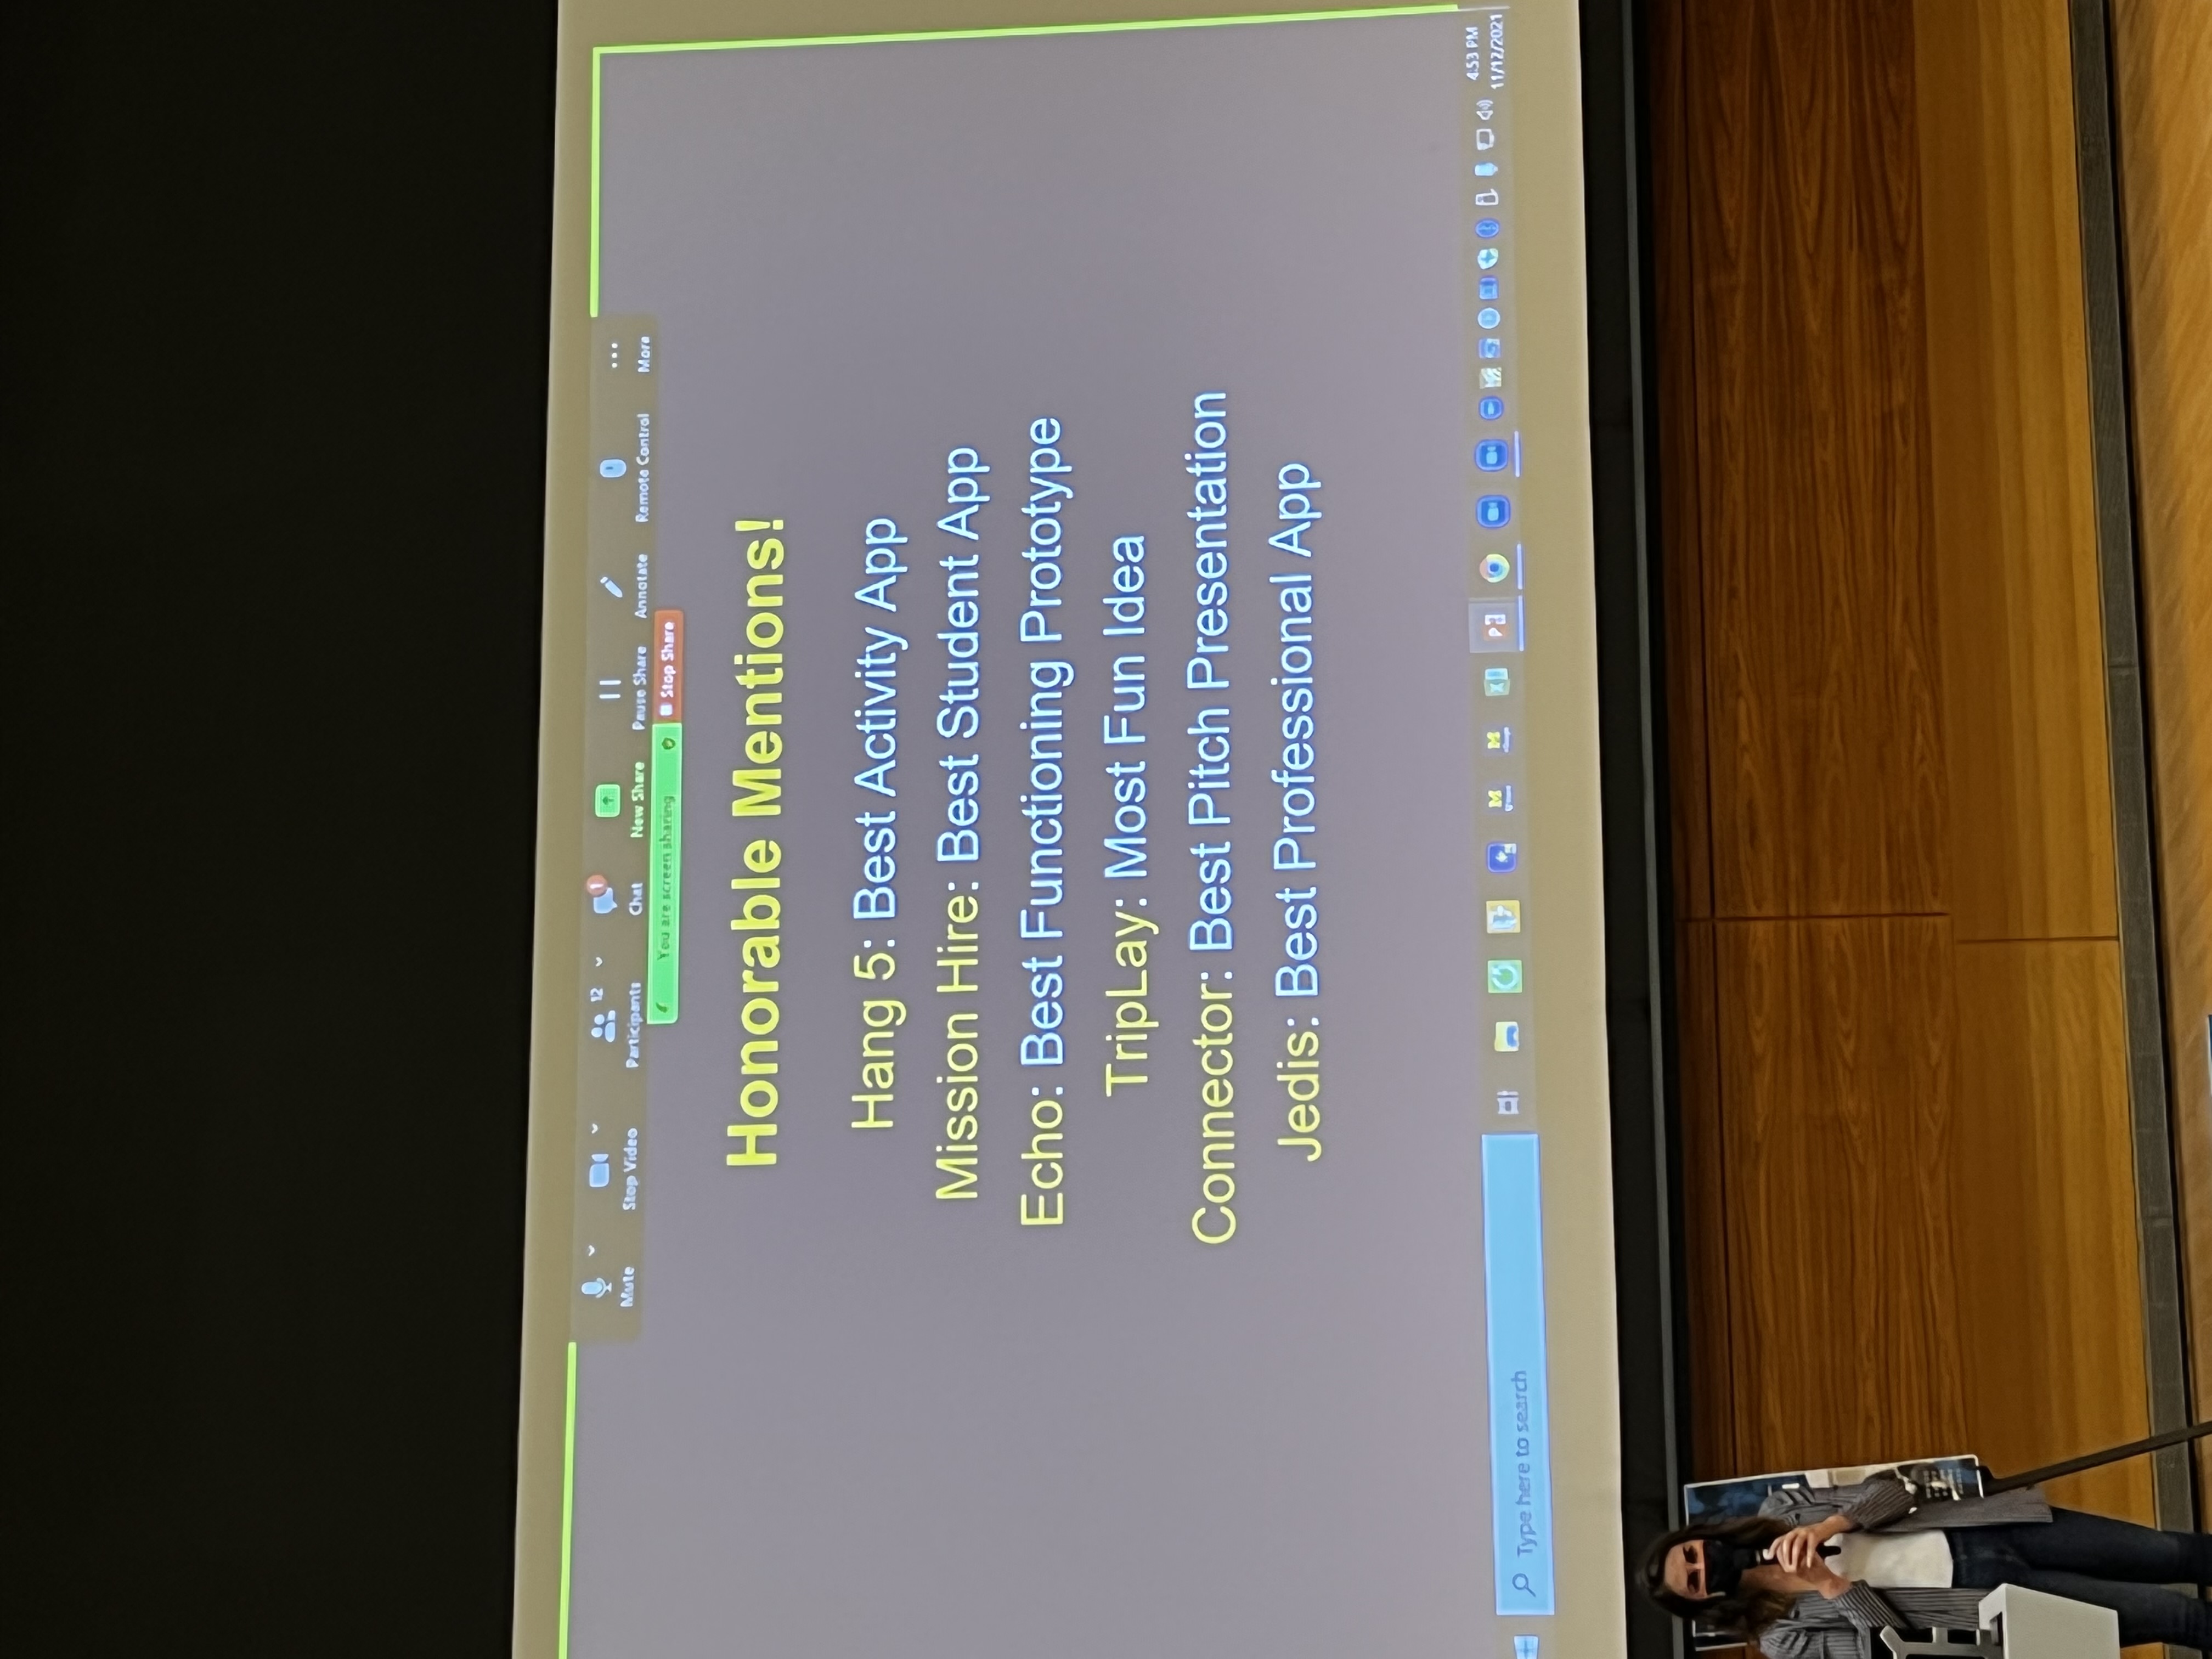 Mute
Stop Video
Participants
12
Chat
1
New Share
Pause Share
Annotate
Remote Control
More
You are screen sharing
Stop Share
Honorable Mentions!
Hang 5: Best Activity App
Mission Hire: Best Student App
Echo: Best Functioning Prototype
TripLay: Most Fun Idea
Connector: Best Pitch Presentation
Jedis: Best Professional App
Type here to search
4:53 PM
11/12/2021